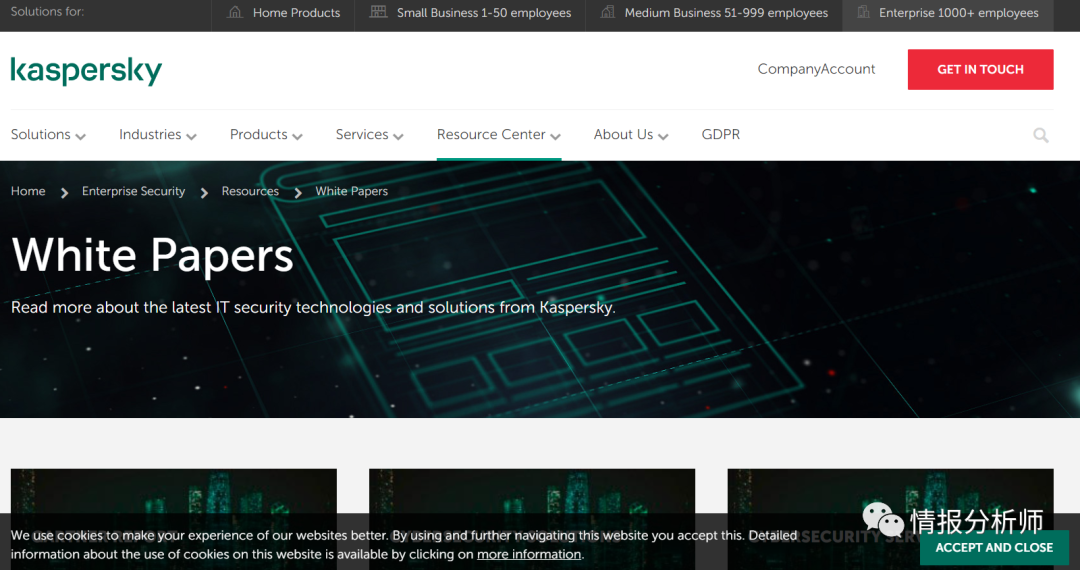 Solutions for: Home Products Small Business 1-50 employees Medium Business 51-999 employees Enterprise 1000+ employees
kaspersky CompanyAccount GET IN TOUCH
Solutions Industries Products Services Resource Center About Us GDPR
Home Enterprise Security Resources White Papers
White Papers
Read more about the latest IT security technologies and solutions from Kaspersky.
We use cookies to make your experience of our websites better. By using and further navigating this website you accept this. Detailed
information about the use of cookies on this website is available by clicking on more information.
情报分析师
CYBERSECURITY
ACCEPT AND CLOSE